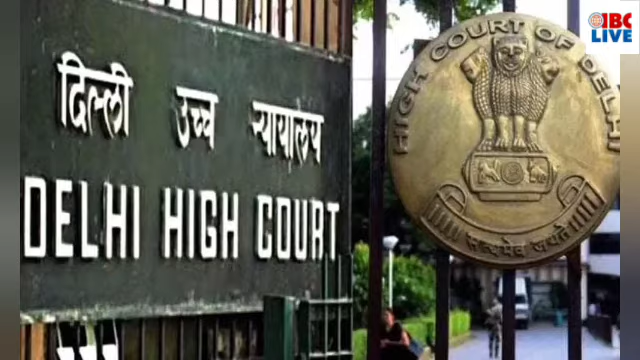 दिल्ली उच्च न्यायालय
DELHI HIGH COURT
HIGH COURT OF DELHI
सत्यमेव जयते
IBC
LIVE